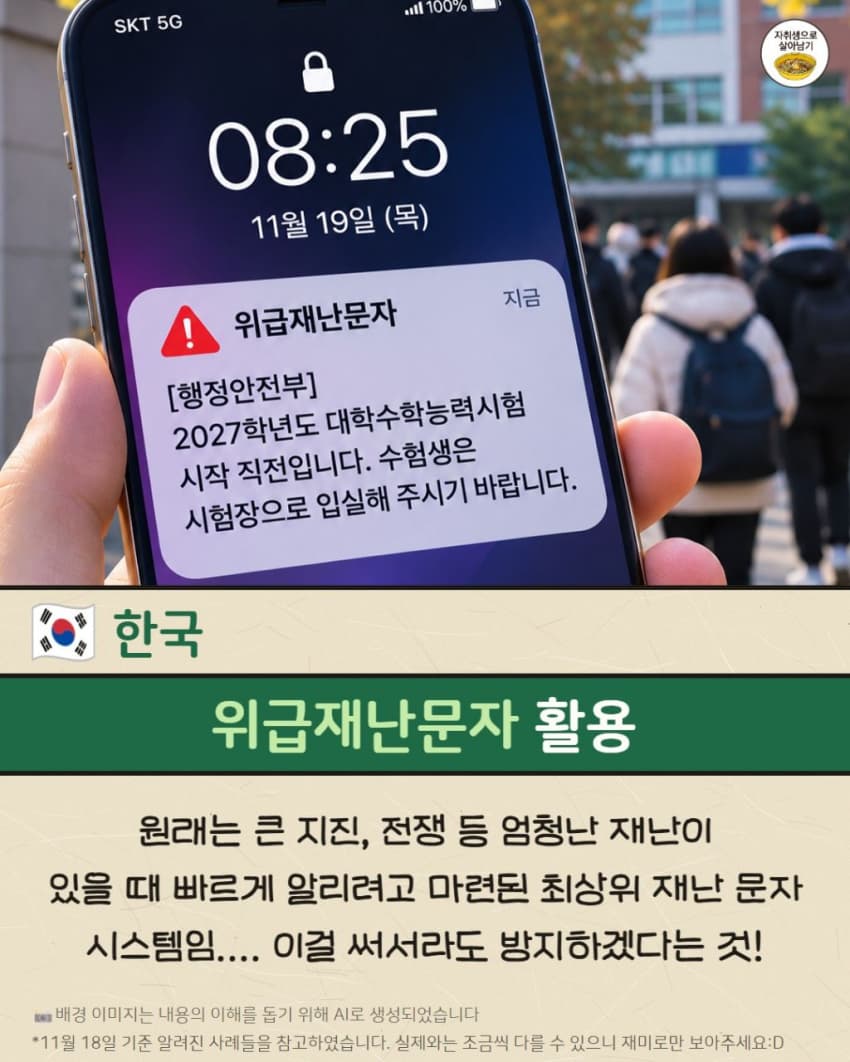 SKT 5G
100%
자취생으로
살아남기
08:25
11월 19일 (목)
위급재난문자
지금
[행정안전부]
2027학년도 대학수학능력시험
시작 직전입니다. 수험생은
시험장으로 입실해 주시기 바랍니다.
한국
위급재난문자 활용
원래는 큰 지진, 전쟁 등 엄청난 재난이
있을 때 빠르게 알리려고 마련된 최상위 재난 문자
시스템임.... 이걸 써서라도 방지하겠다는 것!
배경 이미지는 내용의 이해를 돕기 위해 AI로 생성되었습니다
*11월 18일 기준 알려진 사례들을 참고하였습니다. 실제와는 조금씩 다를 수 있으니 재미로만 보아주세요:D